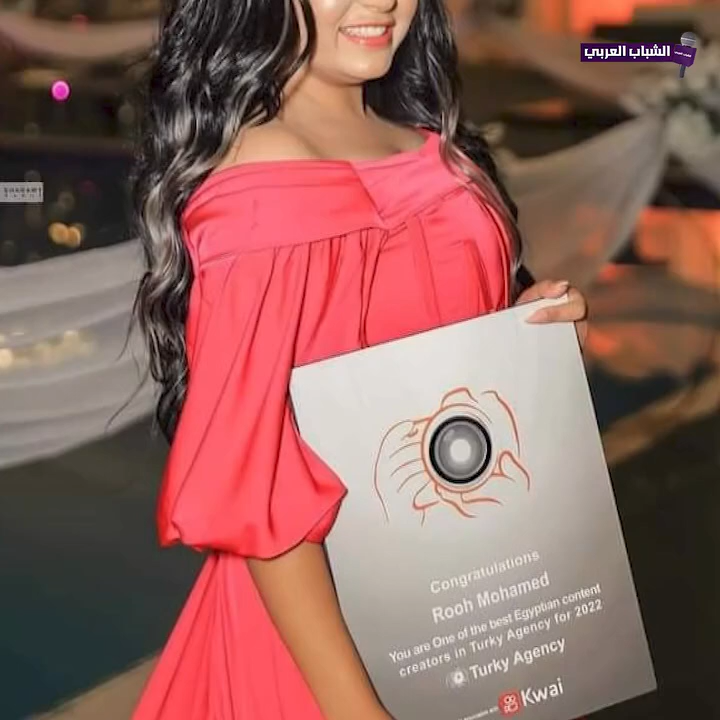 الشباب العربي
Congratulations
Rooh Mohamed
You are One of the best Egyptian content
creators in Turky Agency for 2022
Turky Agency
Kwai